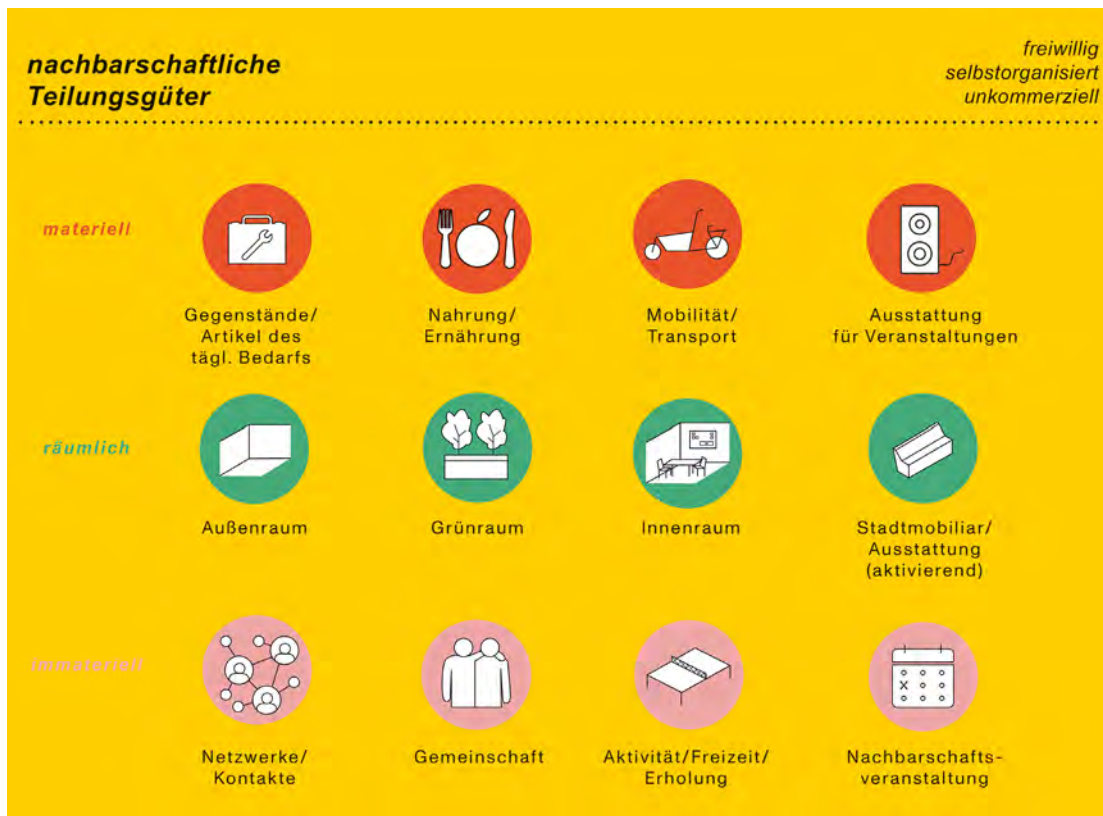 nachbarschaftliche
Teilungsgüter
freiwillig
selbstorganisiert
unkommerziell
materiell
Gegenstände/
Artikel des
tägl. Bedarfs
Nahrung/
Ernährung
Mobilität/
Transport
Ausstattung
für Veranstaltungen
räumlich
Außenraum
Grünraum
Innenraum
Stadtmobiliar/
Ausstattung
(aktivierend)
immateriell
Netzwerke/
Kontakte
Gemeinschaft
Aktivität/Freizeit/
Erholung
Nachbarschafts-
veranstaltung